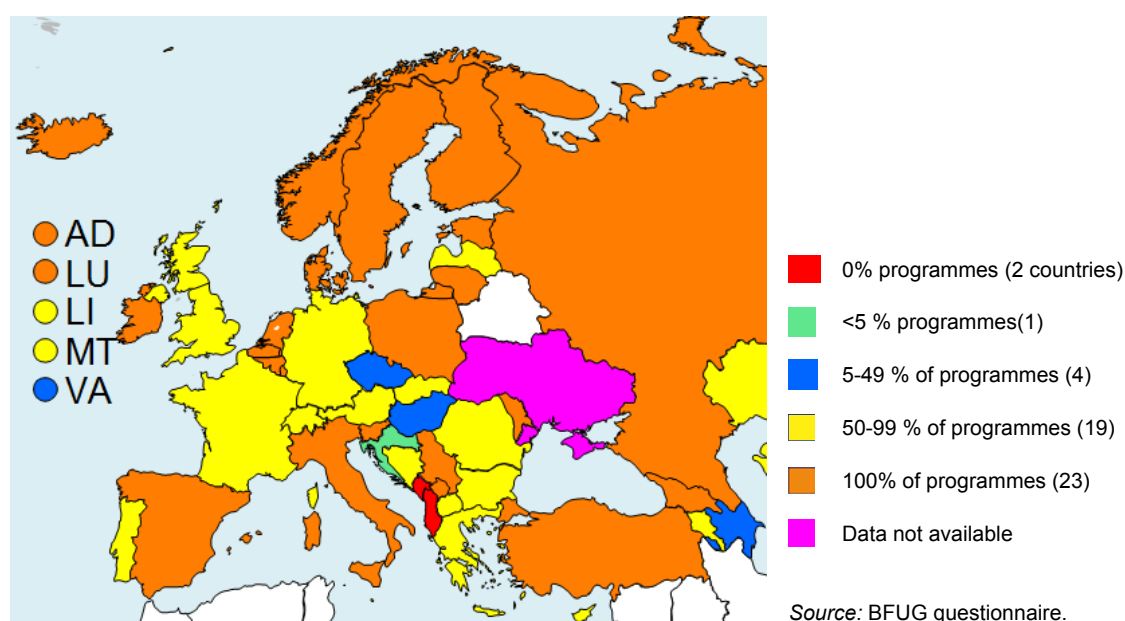 AD
LU
LI
MT
VA
0% programmes (2 countries)
<5 % programmes(1)
5-49 % of programmes (4)
50-99 % of programmes (19)
100% of programmes (23)
Data not available
Source: BFUG questionnaire.